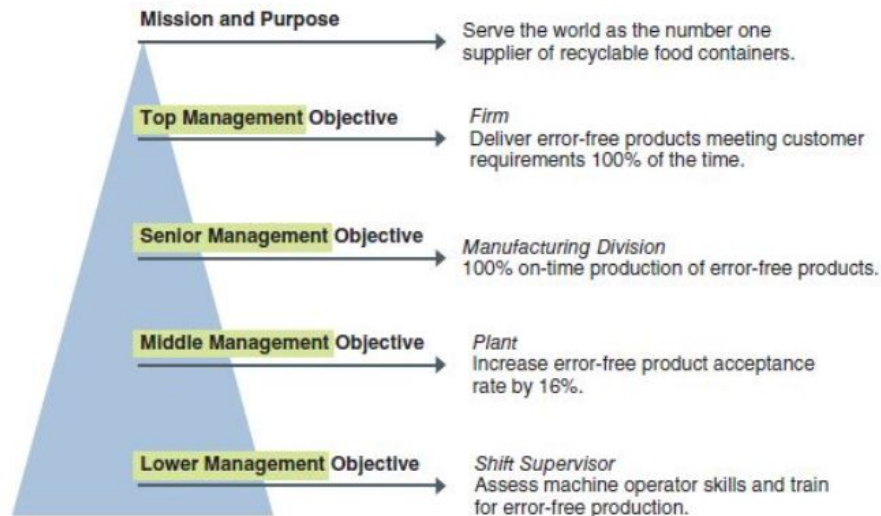 Mission and Purpose
Serve the world as the number one
supplier of recyclable food containers.
Top Management Objective
Firm
Deliver error-free products meeting customer
requirements 100% of the time.
Senior Management Objective
Manufacturing Division
100% on-time production of error-free products.
Middle Management Objective
Plant
Increase error-free product acceptance
rate by 16%.
Lower Management Objective
Shift Supervisor
Assess machine operator skills and train
for error-free production.